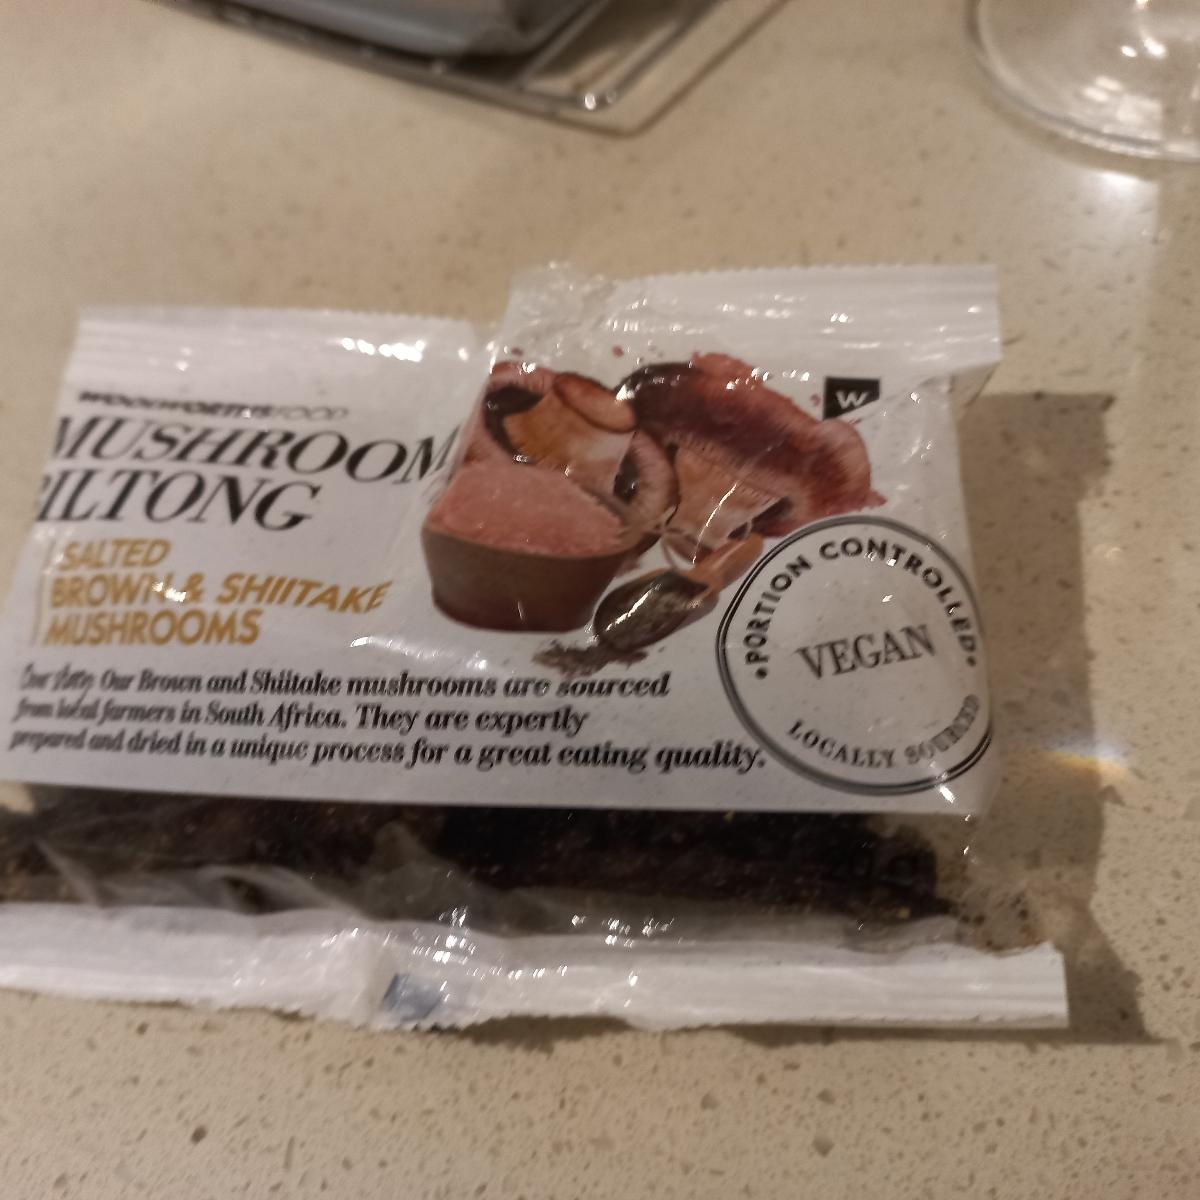 WOOLWORTHS FOOD
MUSHROOM
BILTONG
SALTED
BROWN & SHIITAKE
MUSHROOMS
Our Brown and Shiitake mushrooms are sourced
from local farmers in South Africa. They are expertly
prepared and dried in a unique process for a great eating quality.
W
•PORTION CONTROLLED•
VEGAN
LOCALLY SOURCED